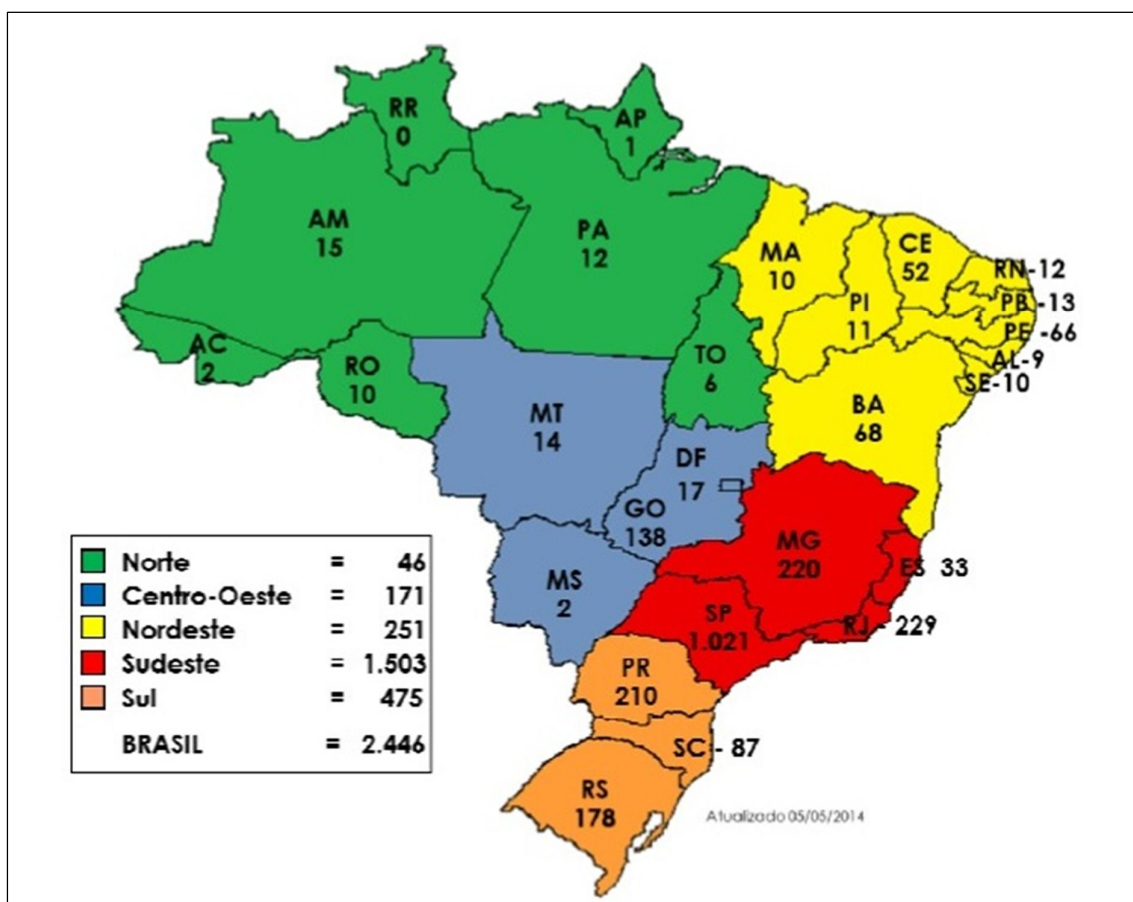 RR
0
AP
1
AM
15
PA
12
MA
10
CE
52
RN-12
PI
11
PB -13
PE -66
AL-9
SE-10
AC
2
RO
10
TO
6
MT
14
BA
68
DF
17
GO
138
MS
2
MG
220
ES 33
SP
1.021
RJ - 229
PR
210
SC - 87
RS
178
Norte = 46
Centro-Oeste = 171
Nordeste = 251
Sudeste = 1.503
Sul = 475
BRASIL = 2.446
Atualizado 05/05/2014